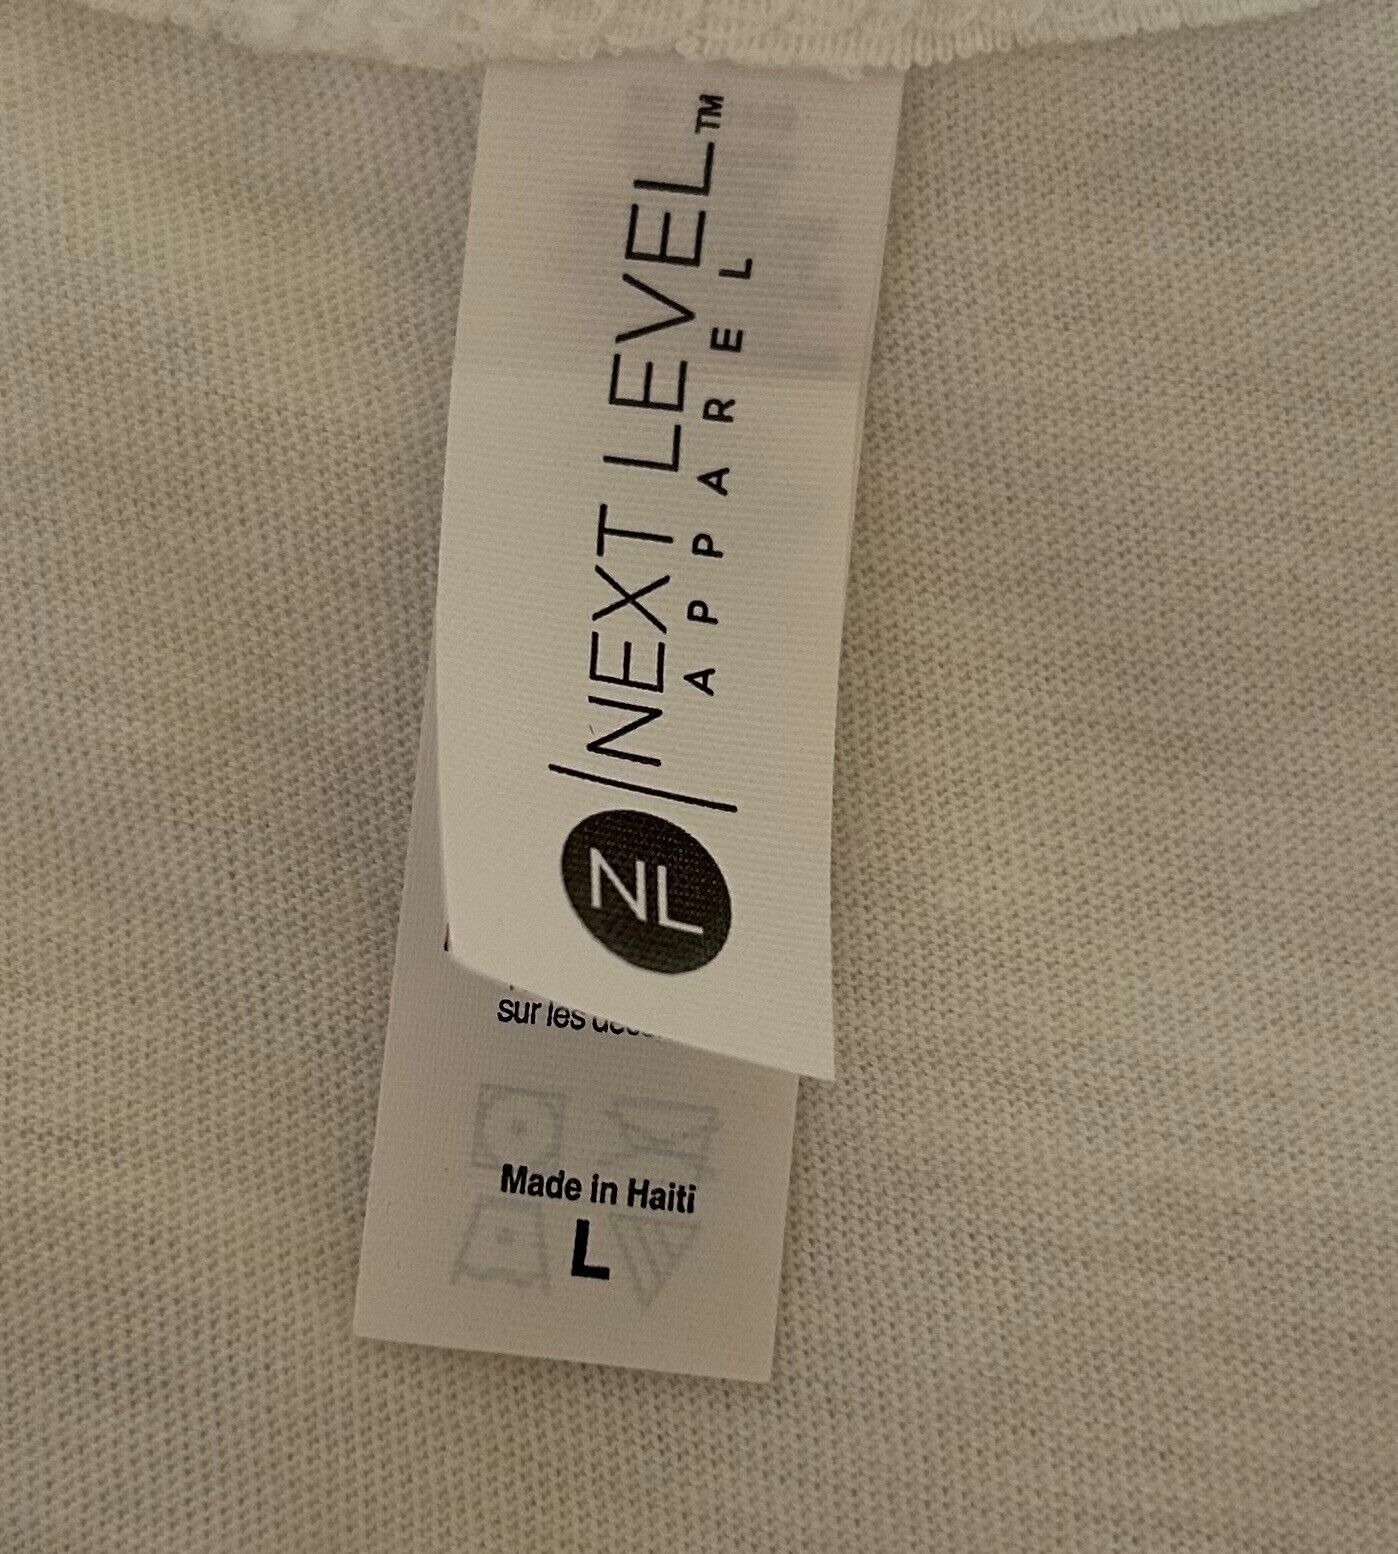 NL/NEXT LEVEL™
APPAREL
sur les
Made in Haiti
L